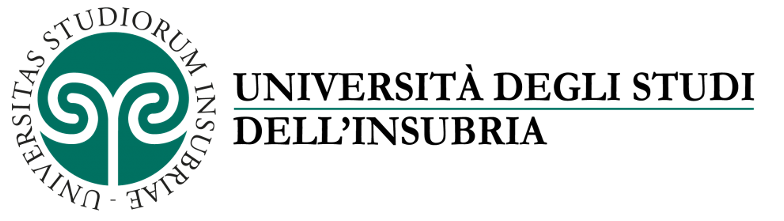 UNIVERSITAS STUDIORUM INSUBRIAE -
UNIVERSITÀ DEGLI STUDI
DELL'INSUBRIA